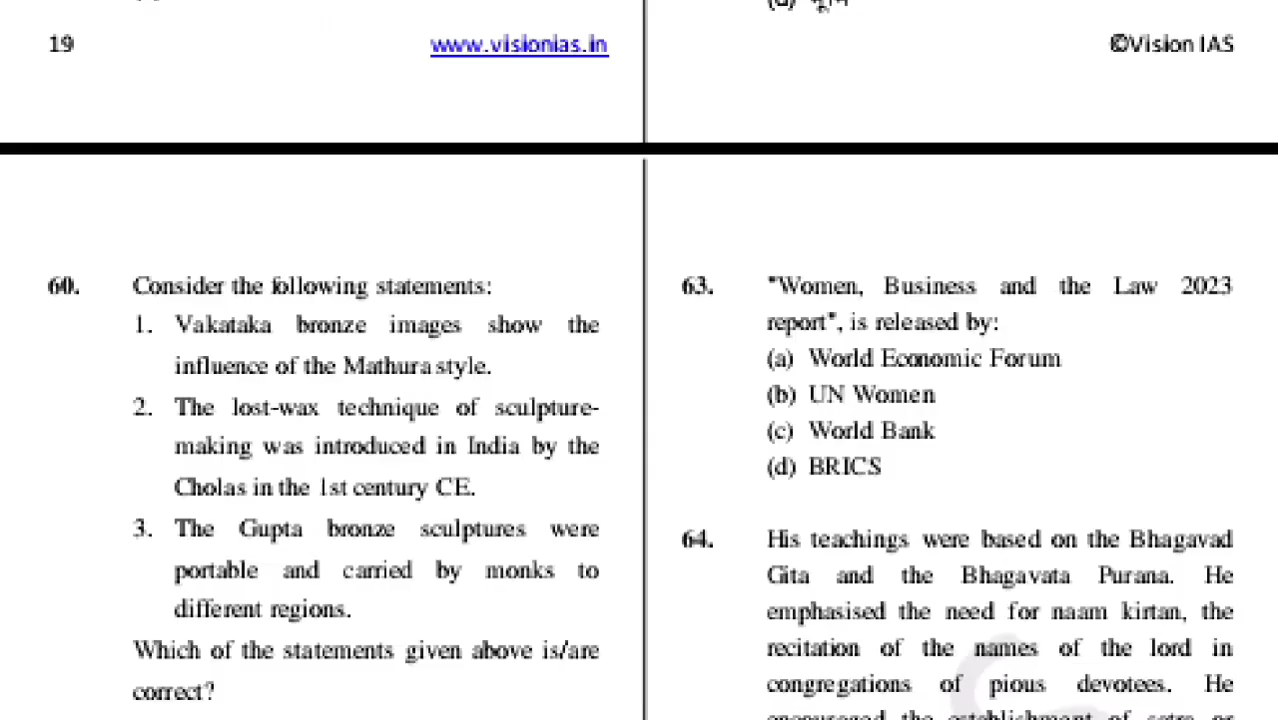 19
www.visionias.in
©Vision IAS
60. Consider the following statements:
1. Vakataka bronze images show the
influence of the Mathura style.
2. The lost-wax technique of sculpture-
making was introduced in India by the
Cholas in the 1st century CE.
3. The Gupta bronze sculptures were
portable and carried by monks to
different regions.
Which of the statements given above is/are
correct?
63. "Women, Business and the Law 2023
report", is released by:
(a) World Economic Forum
(b) UN Women
(c) World Bank
(d) BRICS
64. His teachings were based on the Bhagavad
Gita and the Bhagavata Purana. He
emphasised the need for naam kirtan, the
recitation of the names of the lord in
congregations of pious devotees. He
encouraged the establishment of satra or